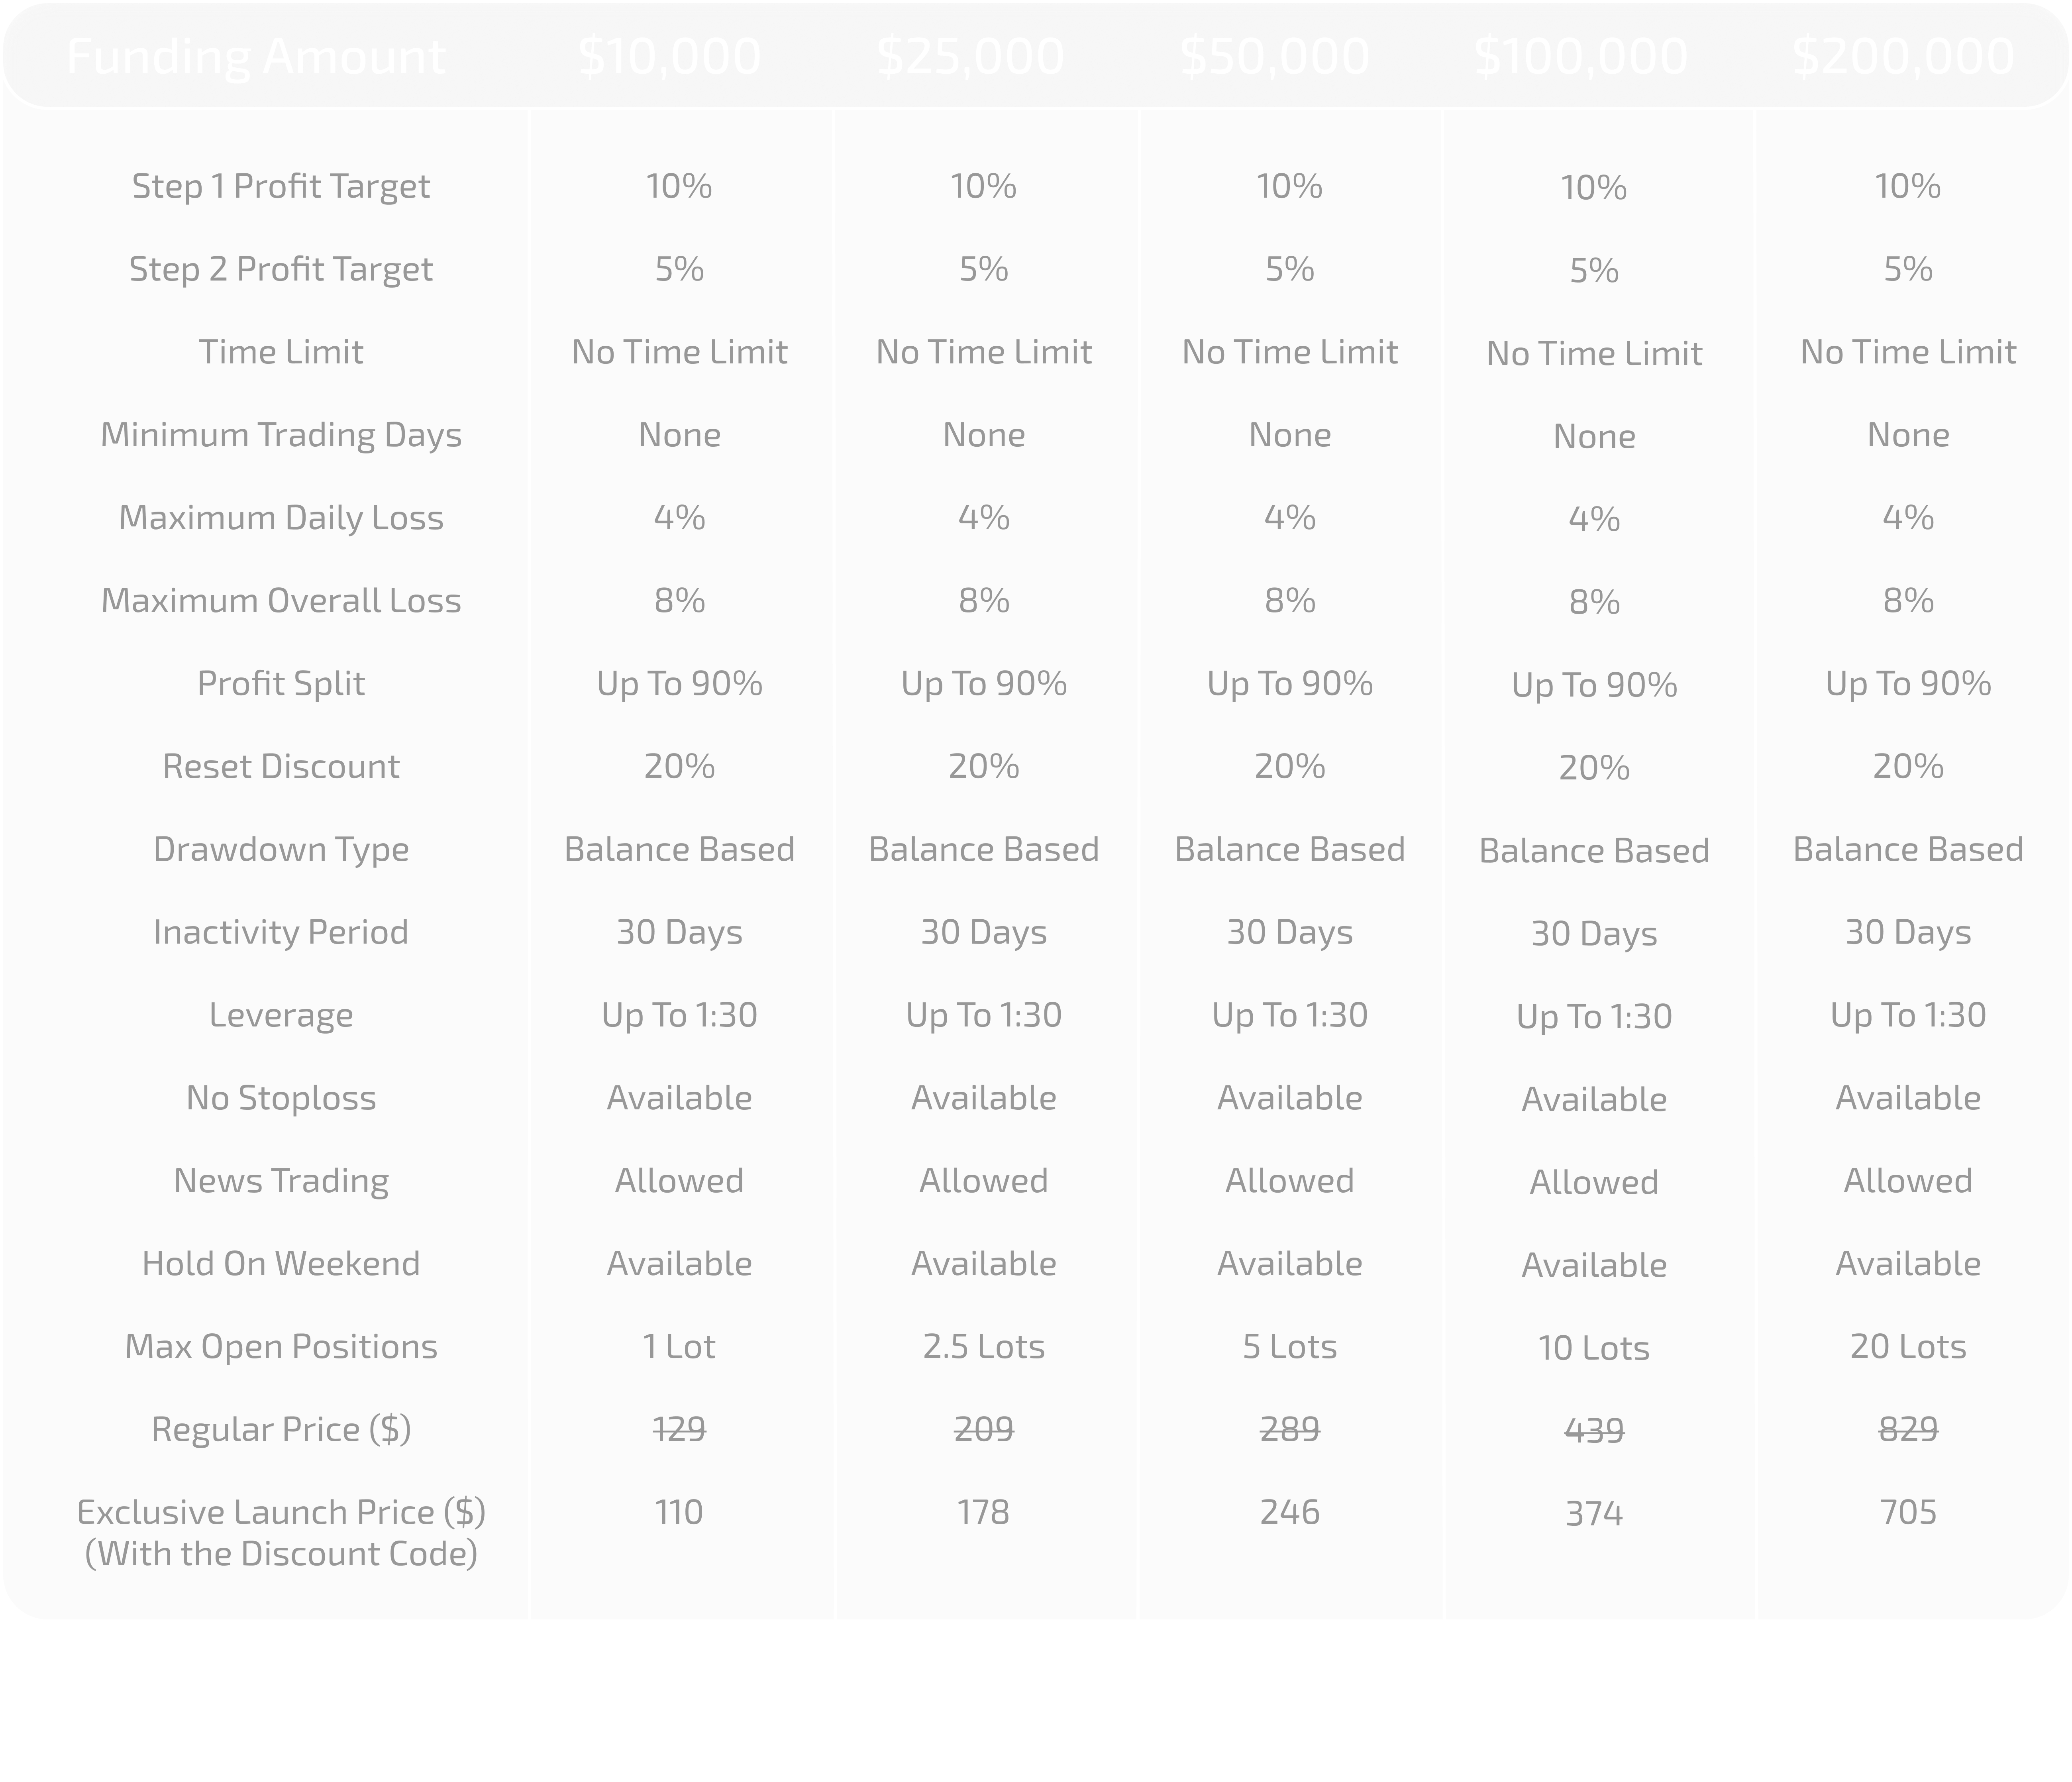 Funding Amount $10,000 $25,000 $50,000 $100,000 $200,000
Step 1 Profit Target 10% 10% 10% 10% 10%
Step 2 Profit Target 5% 5% 5% 5% 5%
Time Limit No Time Limit No Time Limit No Time Limit No Time Limit No Time Limit
Minimum Trading Days None None None None None
Maximum Daily Loss 4% 4% 4% 4% 4%
Maximum Overall Loss 8% 8% 8% 8% 8%
Profit Split Up To 90% Up To 90% Up To 90% Up To 90% Up To 90%
Reset Discount 20% 20% 20% 20% 20%
Drawdown Type Balance Based Balance Based Balance Based Balance Based Balance Based
Inactivity Period 30 Days 30 Days 30 Days 30 Days 30 Days
Leverage Up To 1:30 Up To 1:30 Up To 1:30 Up To 1:30 Up To 1:30
No Stoploss Available Available Available Available Available
News Trading Allowed Allowed Allowed Allowed Allowed
Hold On Weekend Available Available Available Available Available
Max Open Positions 1 Lot 2.5 Lots 5 Lots 10 Lots 20 Lots
Regular Price ($) 129 209 289 439 829
Exclusive Launch Price ($) 110 178 246 374 705
(With the Discount Code)